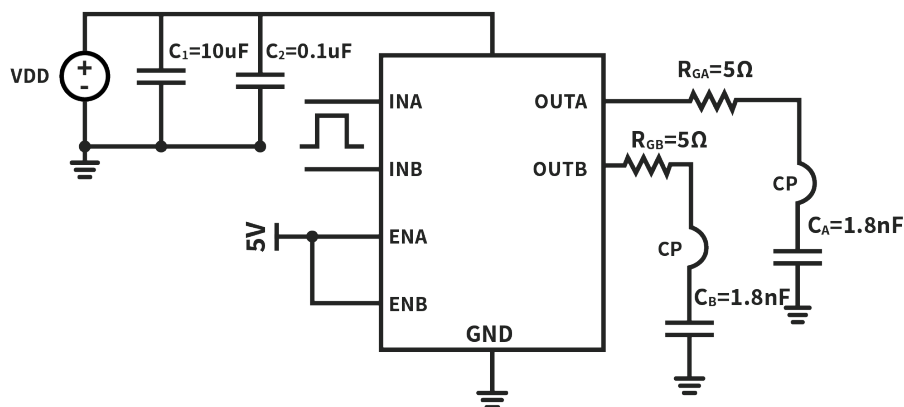 C₁=10uF
C₂=0.1uF
VDD
+
-
INA
OUTA
R_GA=5Ω
R_GB=5Ω
INB
OUTB
CP
C_A=1.8nF
5V
ENA
CP
ENB
C_B=1.8nF
GND